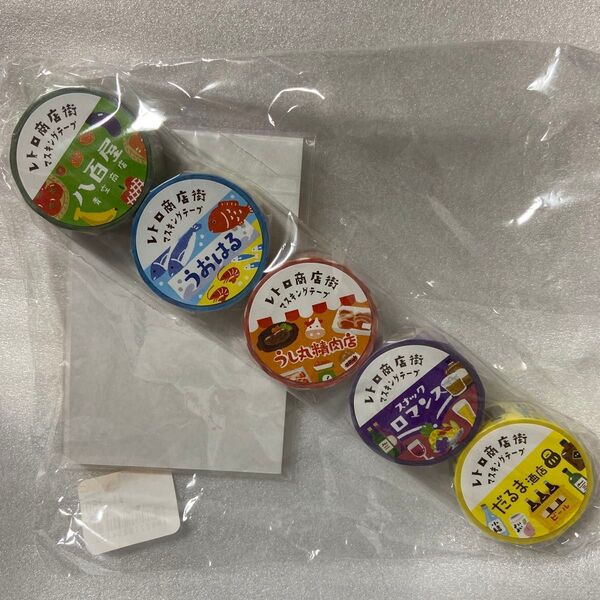 レトロ商店街
マスキングテープ
八百屋
レトロ商店街
マスキングテープ
うおはる
レトロ商店街
マスキングテープ
うし丸精肉店
レトロ商店街
マスキングテープ
スナック
ロマンス
レトロ商店街
マスキングテープ
だるま酒店
ビール